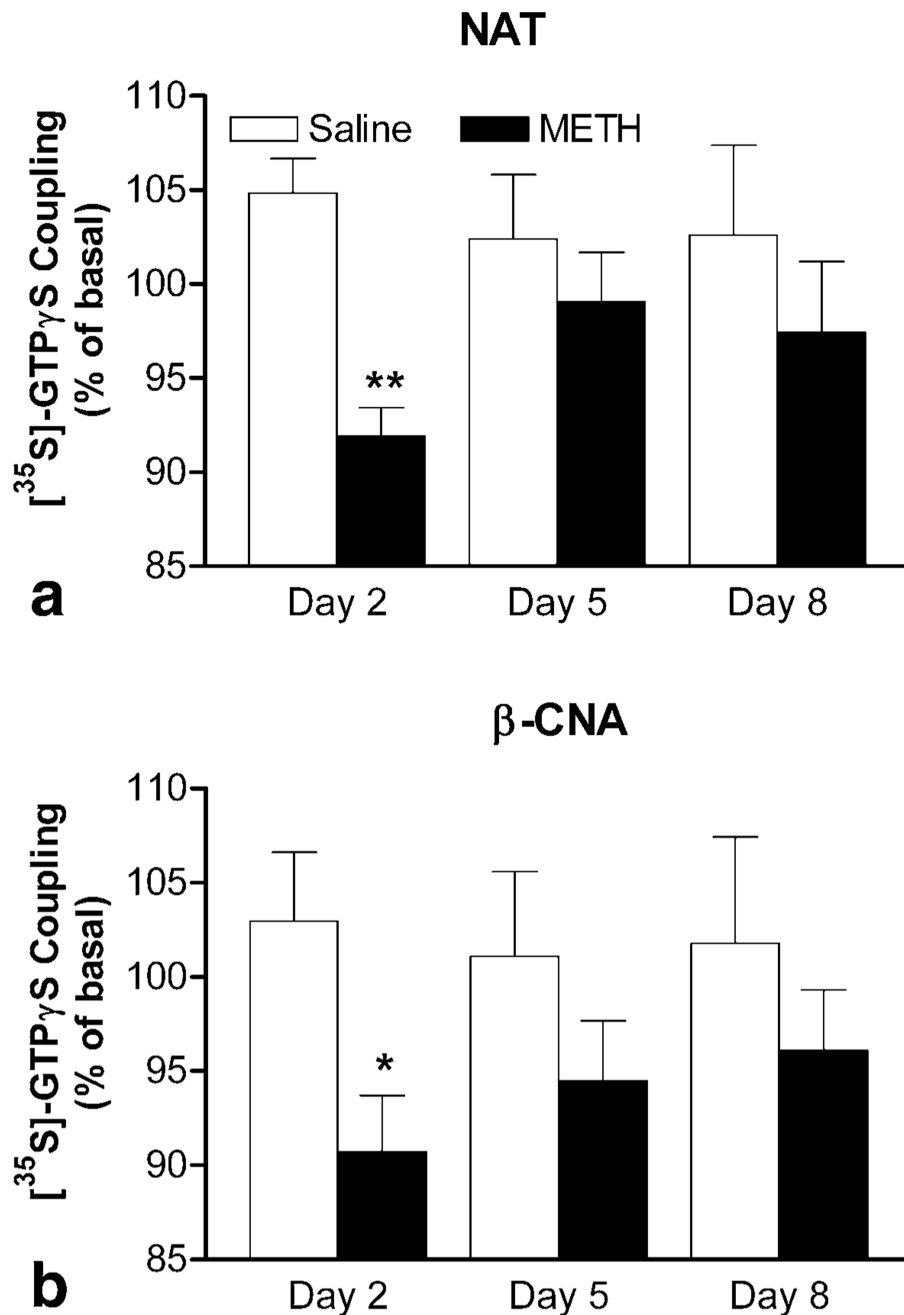 NAT
[³⁵S]-GTPγS Coupling
(% of basal)
110
105
100
95
90
85
Saline
METH
**
Day 2
Day 5
Day 8
a
β-CNA
[³⁵S]-GTPγS Coupling
(% of basal)
110
105
100
95
90
85
*
Day 2
Day 5
Day 8
b